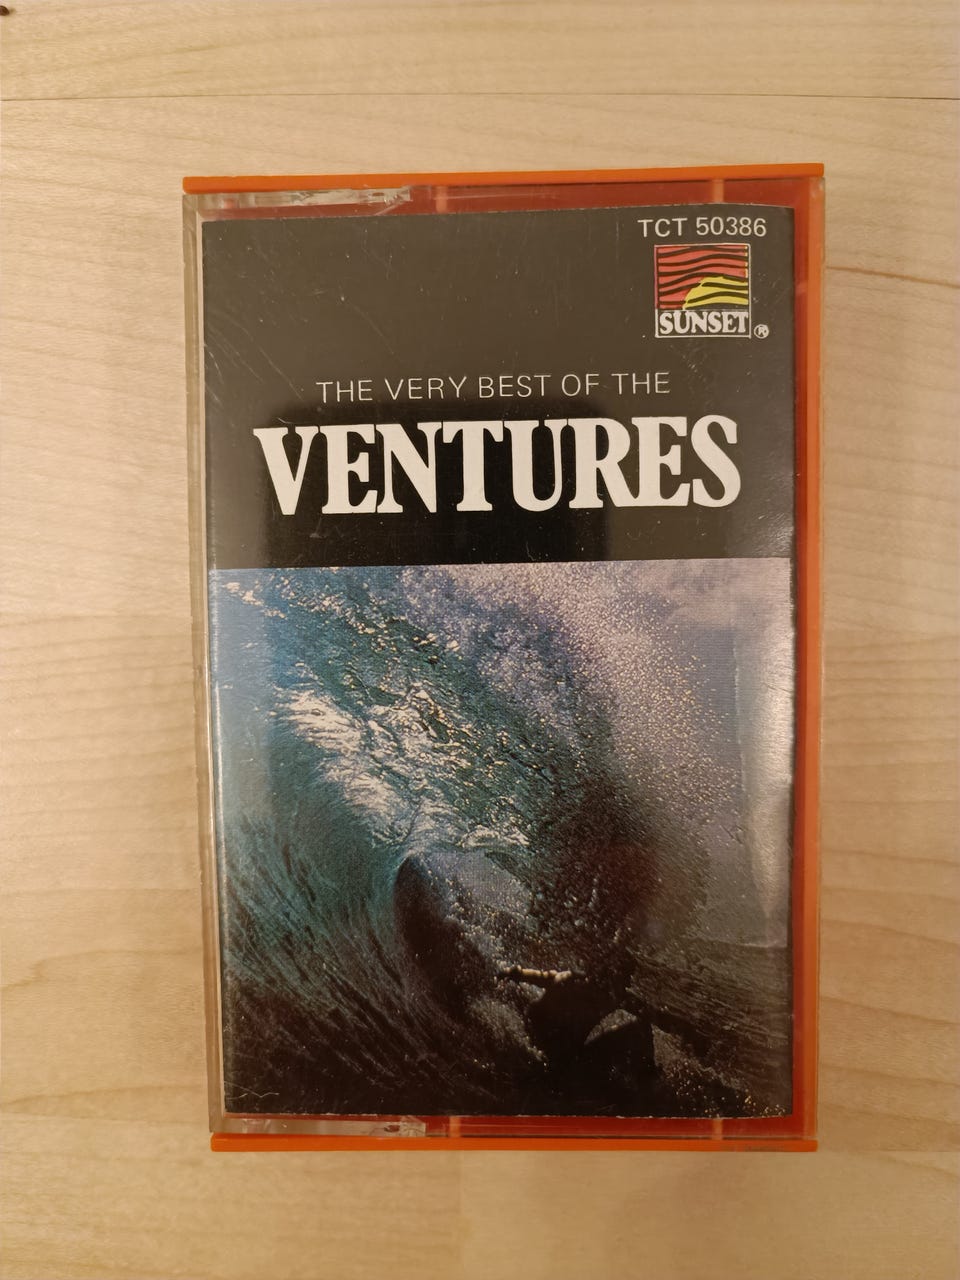 TCT 50386
SUNSET ®
THE VERY BEST OF THE
VENTURES